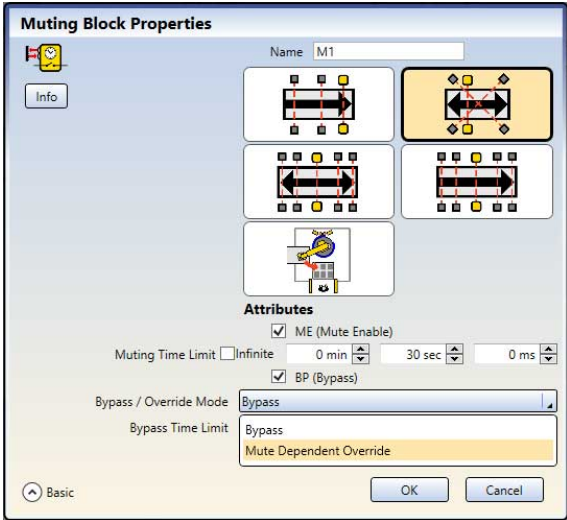 Muting Block Properties
Name M1
Info
Attributes
ME (Mute Enable)
Muting Time Limit Infinite 0 min 30 sec 0 ms
BP (Bypass)
Bypass / Override Mode Bypass
Bypass Time Limit
Bypass
Mute Dependent Override
Basic OK Cancel